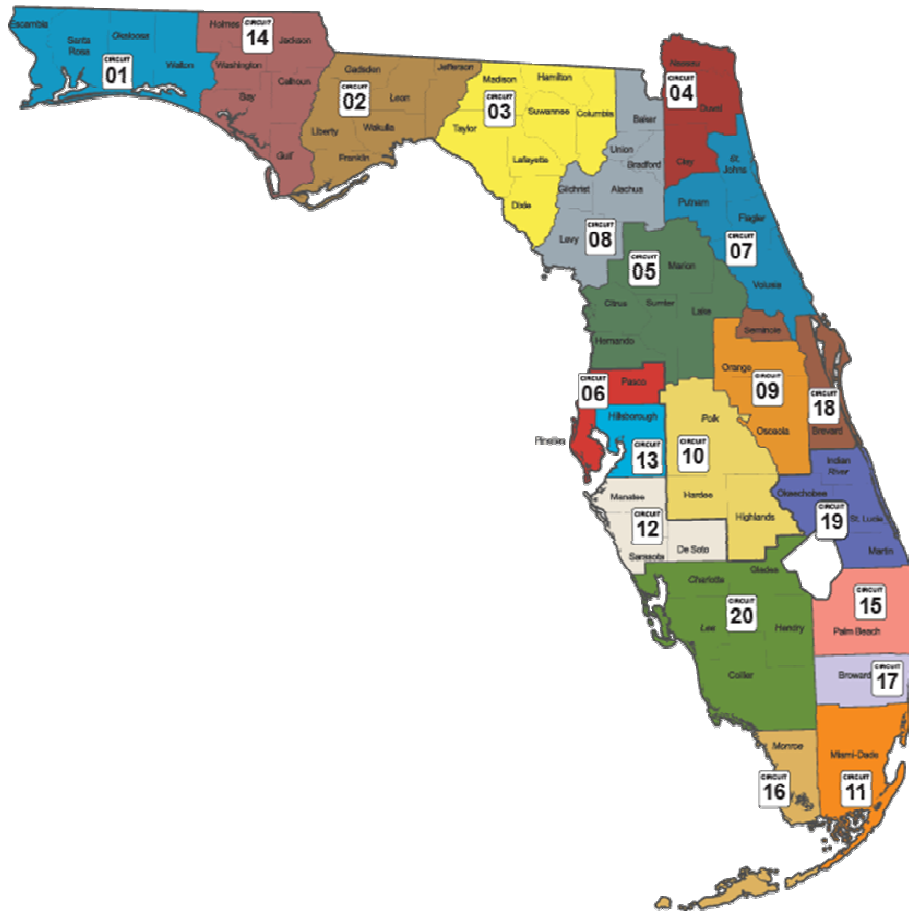 Escambia
Santa
Rosa
Okaloosa
Walton
CIRCUIT
01
Holmes
CIRCUIT
14
Jackson
Washington
Calhoun
Bay
Gulf
Gadsden
Jefferson
CIRCUIT
02
Leon
Liberty
Wakulla
Franklin
Madison
Hamilton
CIRCUIT
03
Suwannee
Columbia
Taylor
Lafayette
Dixie
Baker
Union
Bradford
Gilchrist
Alachua
Levy
CIRCUIT
08
Nassau
CIRCUIT
04
Duval
Clay
St.
Johns
Putnam
Flagler
CIRCUIT
07
Volusia
CIRCUIT
05
Marion
Citrus
Sumter
Lake
Hernando
Seminole
Orange
CIRCUIT
09
Osceola
CIRCUIT
18
Brevard
CIRCUIT
06
Pasco
Pinellas
Hillsborough
CIRCUIT
13
Polk
CIRCUIT
10
Hardee
Highlands
Indian
River
Okeechobee
CIRCUIT
19
St. Lucie
Martin
Manatee
CIRCUIT
12
Sarasota
De Soto
Charlotte
Glades
CIRCUIT
20
Lee
Hendry
Collier
CIRCUIT
15
Palm Beach
Broward
CIRCUIT
17
Monroe
CIRCUIT
16
Miami-Dade
CIRCUIT
11